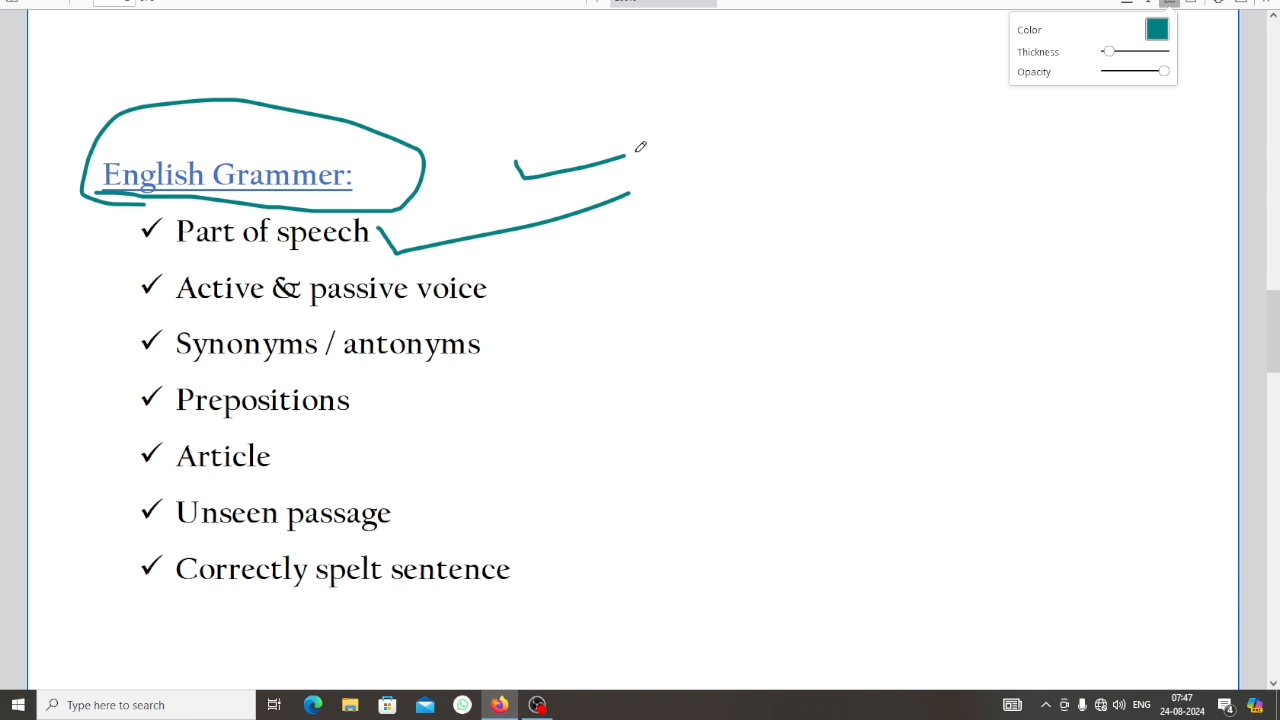 Color
Thickness
Opacity
English Grammer:
✓ Part of speech
✓ Active & passive voice
✓ Synonyms / antonyms
✓ Prepositions
✓ Article
✓ Unseen passage
✓ Correctly spelt sentence
Type here to search
ENG
07:47
24-08-2024
4